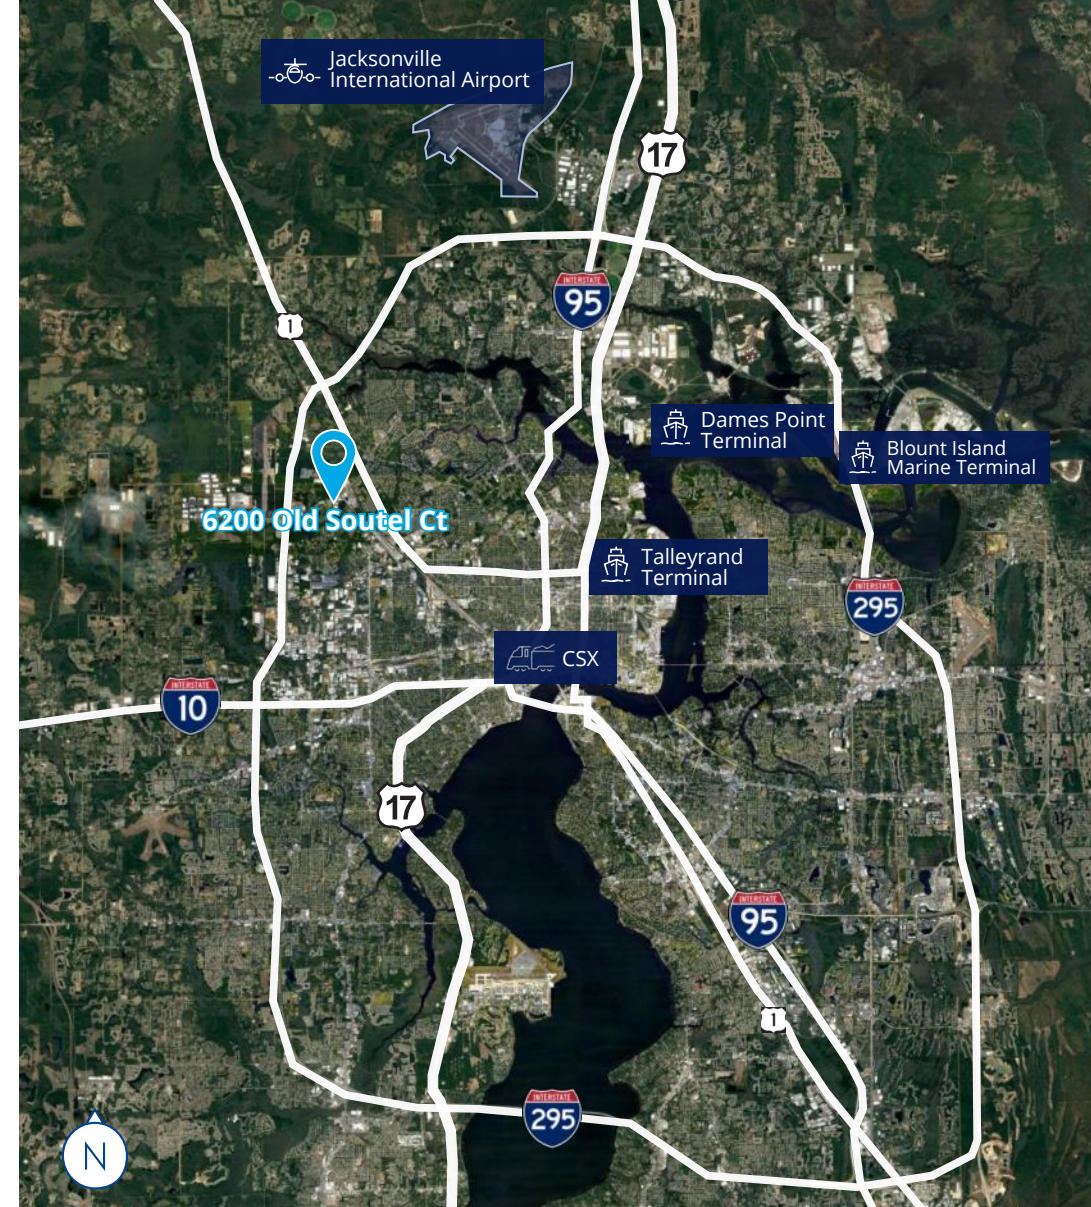 Jacksonville
International Airport
17
INTERSTATE
95
1
Dames Point
Terminal
Blount Island
Marine Terminal
6200 Old Soutel Ct
Talleyrand
Terminal
INTERSTATE
295
CSX
INTERSTATE
10
17
INTERSTATE
95
1
INTERSTATE
295
N